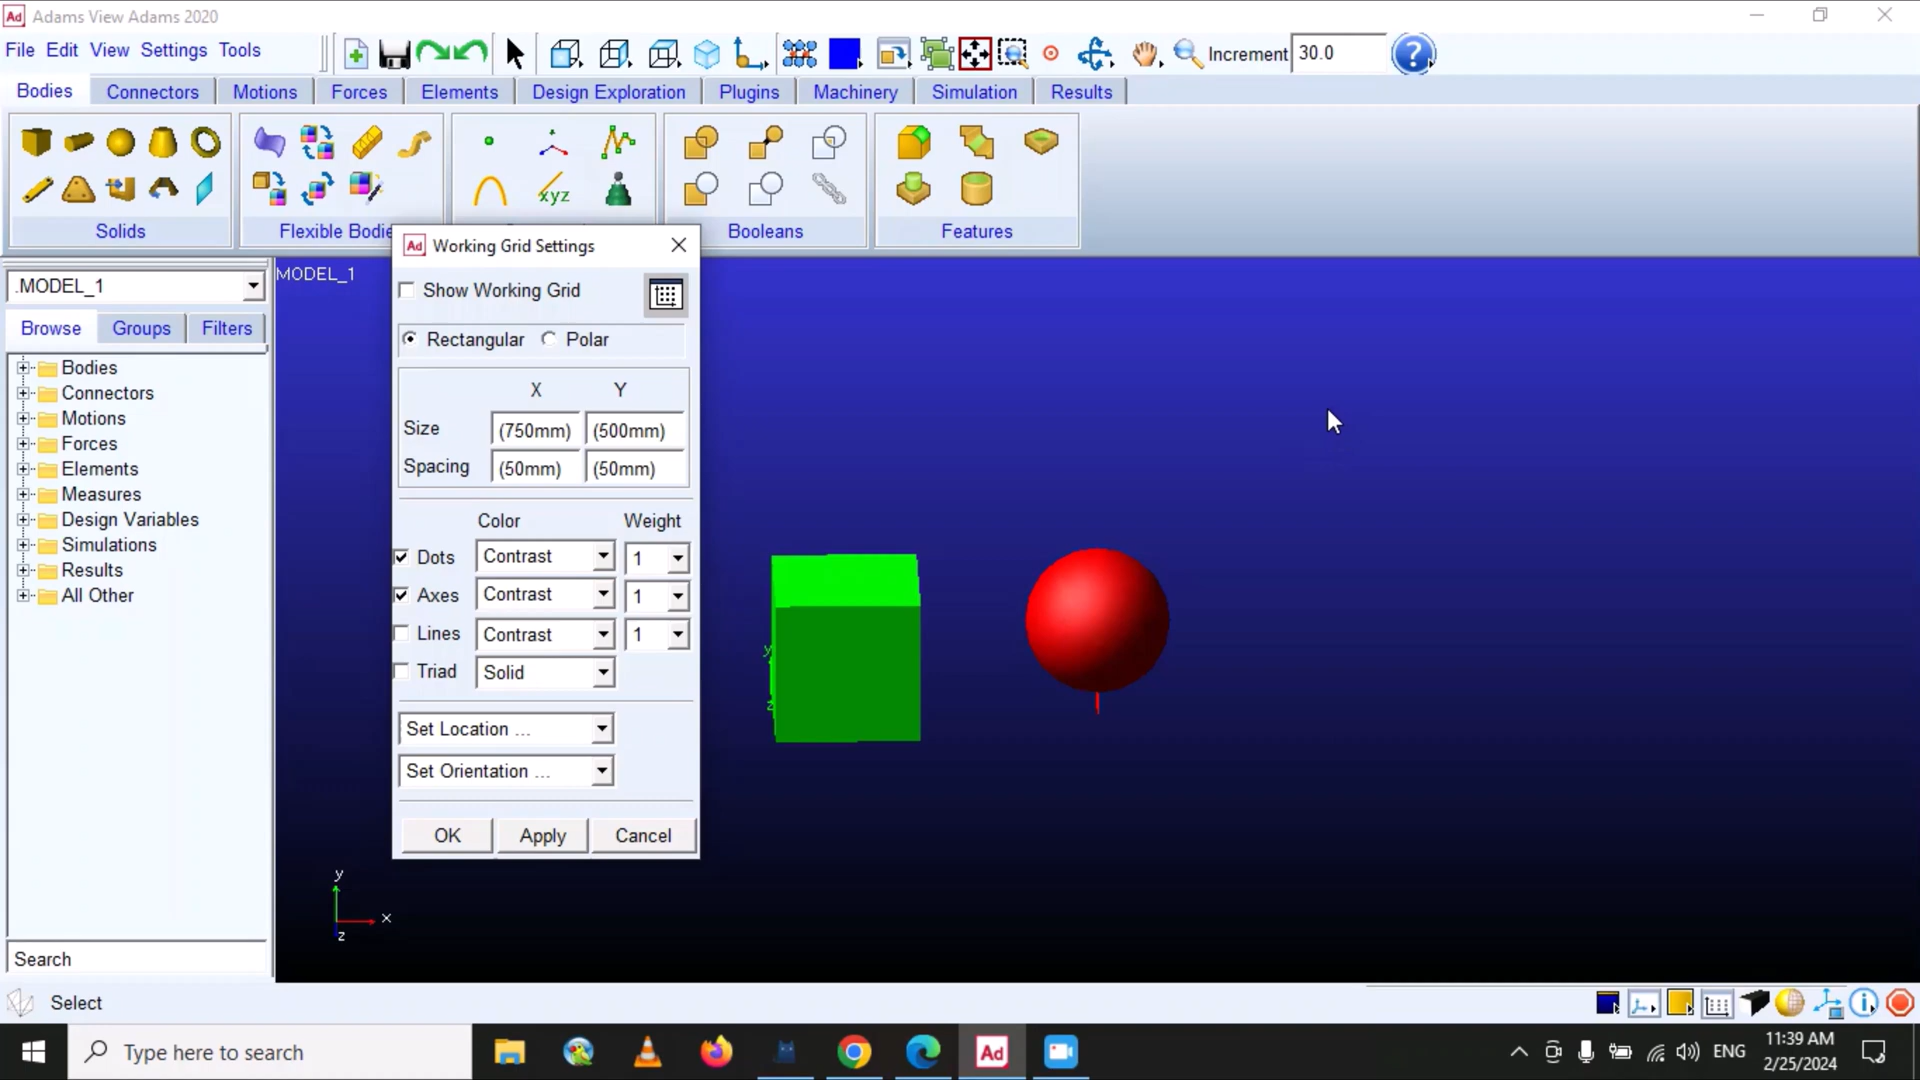 Ad Adams View Adams 2020
File Edit View Settings Tools
Increment 30.0 ?
Bodies Connectors Motions Forces Elements Design Exploration Plugins Machinery Simulation Results
xyz
Solids Flexible Bodie Booleans Features
.MODEL_1
Browse Groups Filters
Bodies
Connectors
Motions
Forces
Elements
Measures
Design Variables
Simulations
Results
All Other
Search
MODEL_1
Ad Working Grid Settings
Show Working Grid
Rectangular Polar
X Y
Size (750mm) (500mm)
Spacing (50mm) (50mm)
Color Weight
Dots Contrast 1
Axes Contrast 1
Lines Contrast 1
Triad Solid
Set Location ...
Set Orientation ...
OK Apply Cancel
y
z
y
x
z
Select
Type here to search
Ad
ENG
11:39 AM
2/25/2024